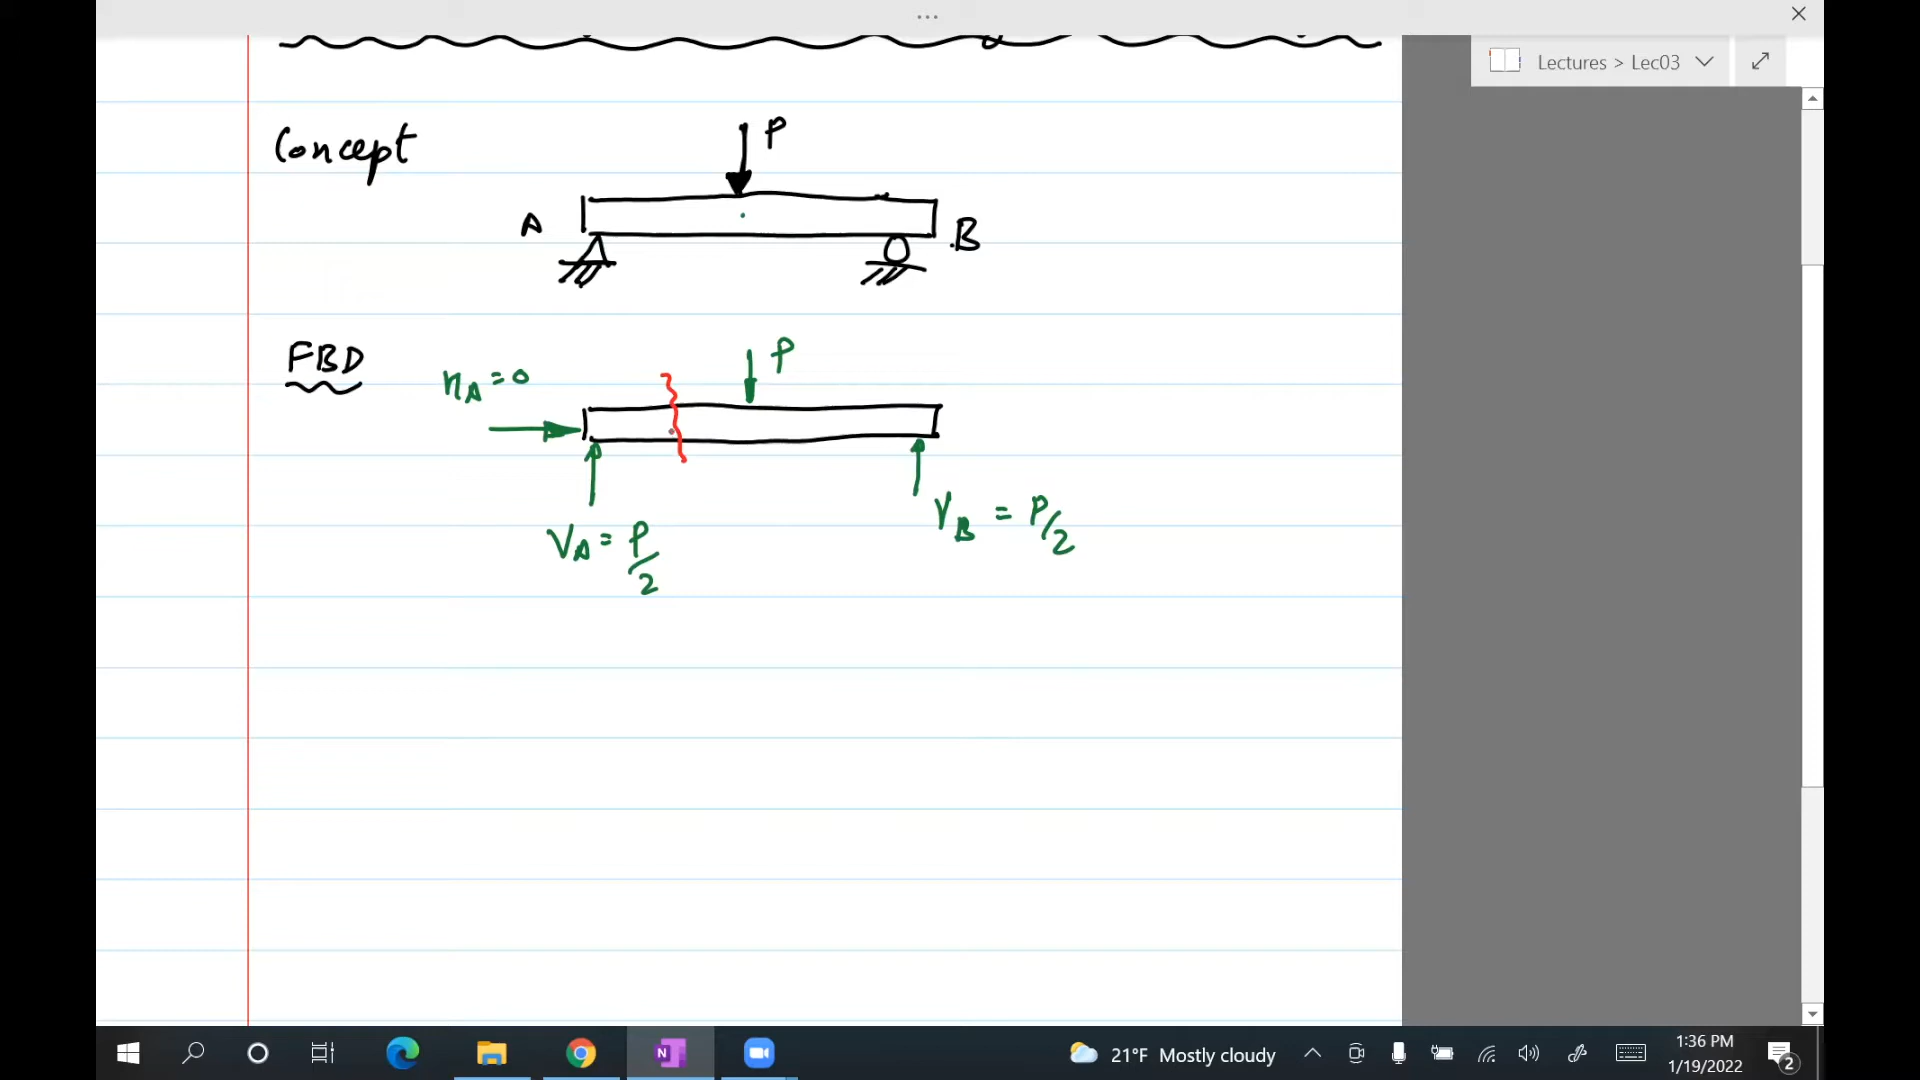 Lectures > Lec03
Concept
P
A
B
FBD
P
HA = 0
VA = P/2
VB = P/2
21°F Mostly cloudy
1:36 PM
1/19/2022
2